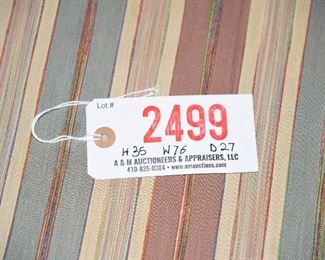 Lot #
2499
H 35 W 76 D 27
A & M AUCTIONEERS & APPRAISERS, LLC
410-835-0384 • www.amauctions.com